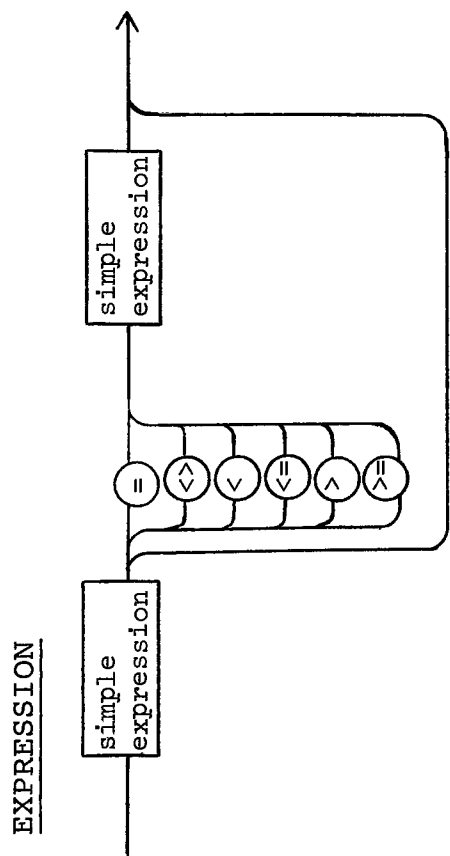 EXPRESSION
simple
expression
=
<>
<
<=
>
>=
simple
expression